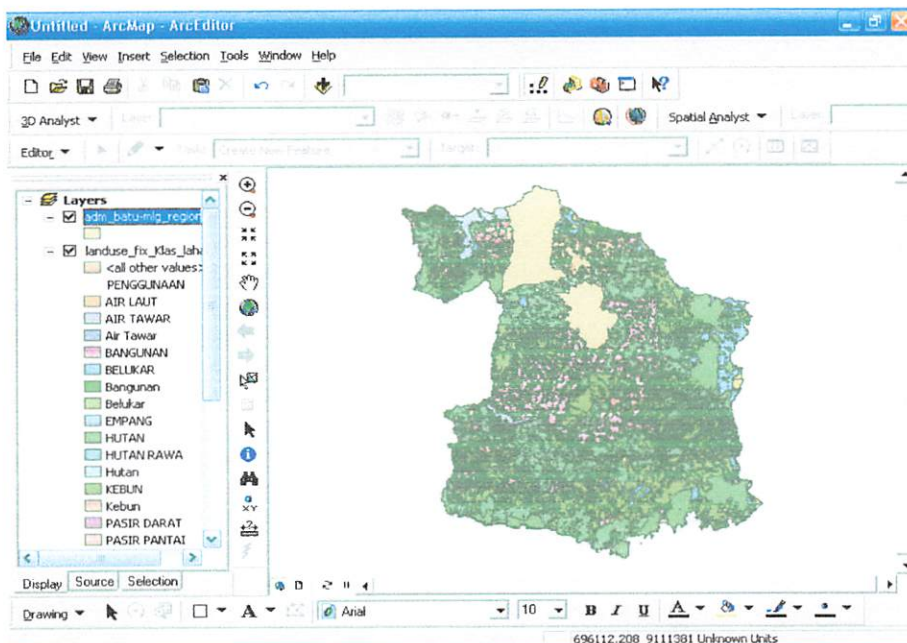 Untitled - ArcMap - ArcEditor
File Edit View Insert Selection Tools Window Help
3D Analyst Layer: Spatial Analyst Layer:
Editor Task: Create New Feature Target:
Layers
adm_batu-mlg_region
landuse_fix_Klas_laha
<all other values>
PENGGUNAAN
AIR LAUT
AIR TAWAR
Air Tawar
BANGUNAN
BELUKAR
Bangunan
Belukar
EMPANG
HUTAN
HUTAN RAWA
Hutan
KEBUN
Kebun
PASIR DARAT
PASIR PANTAI
Display Source Selection
Drawing A Arial 10 B I U A
696112.208 9111381 Unknown Units